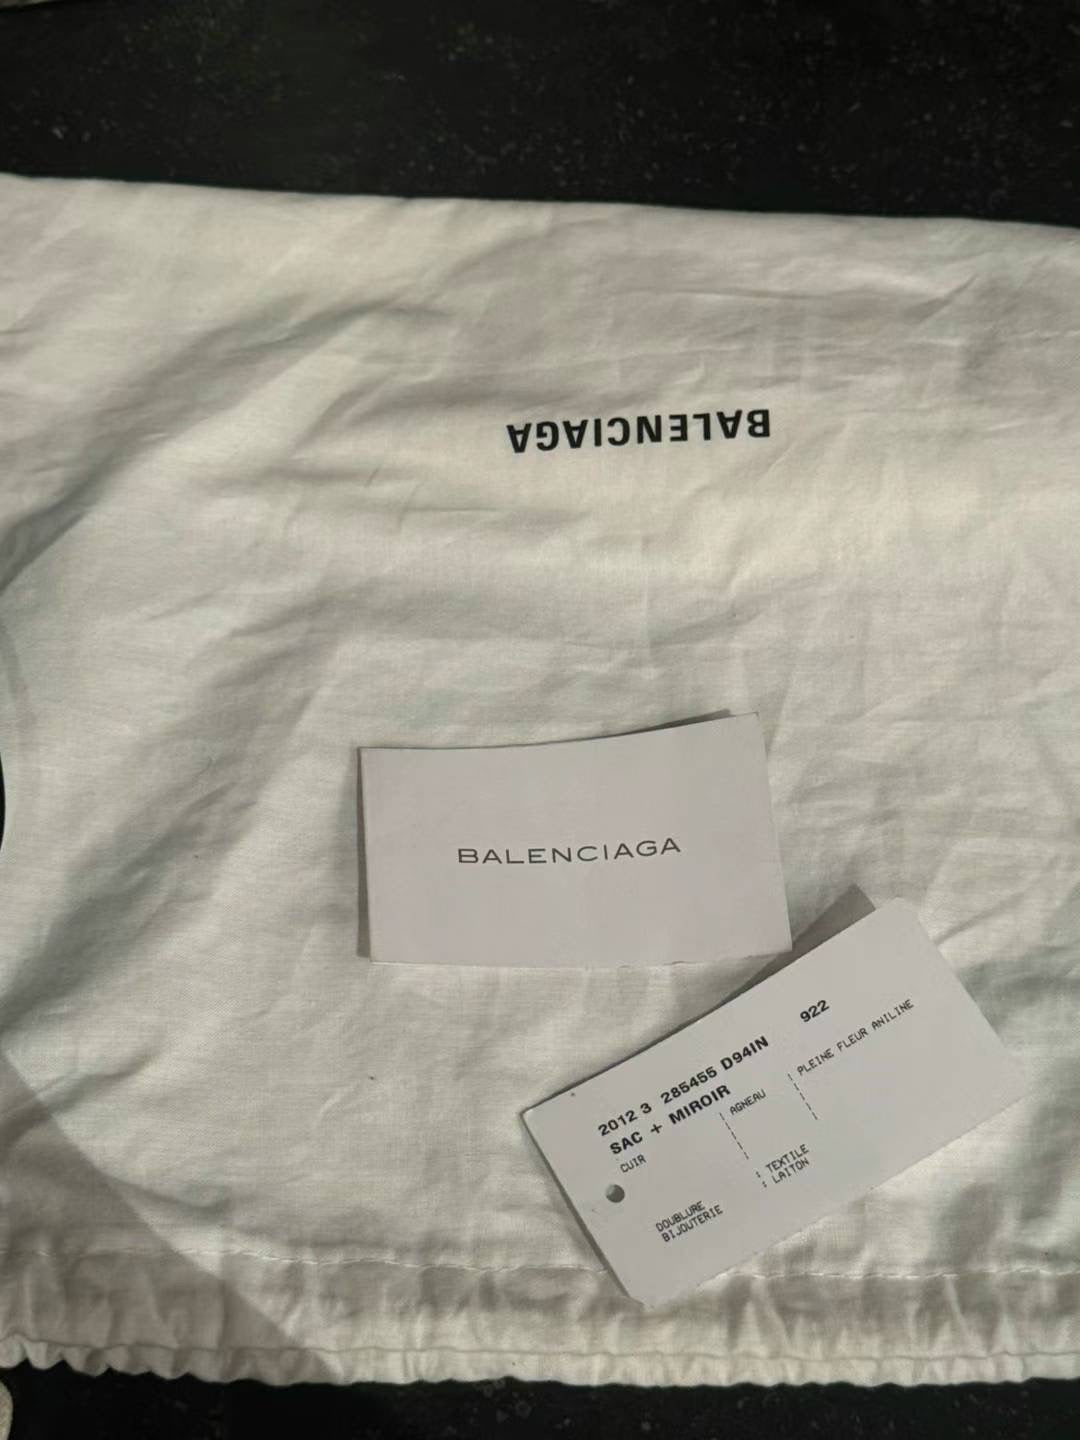 BALENCIAGA
BALENCIAGA
2012 3 285455 D94IN 922
SAC + MIROIR
CUIR AGNEAU PLEINE FLEUR ANILINE
DOUBLURE : TEXTILE
BIJOUTERIE : LAITON